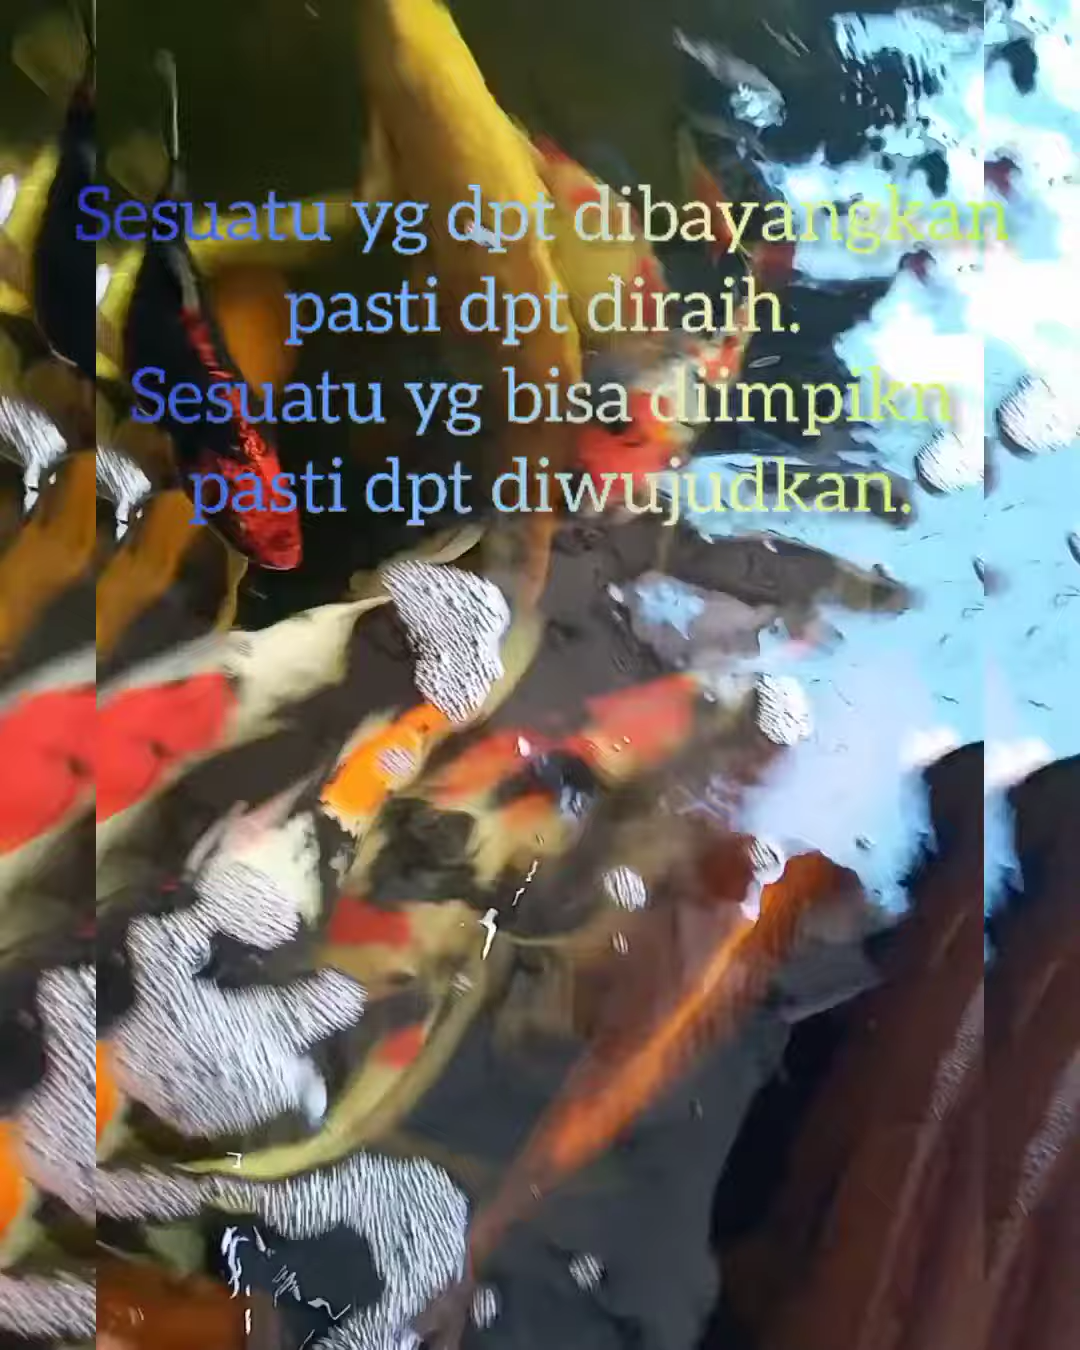 Sesuatu yg dpt dibayangkan
pasti dpt diraih.
Sesuatu yg bisa diimpikn
pasti dpt diwujudkan.